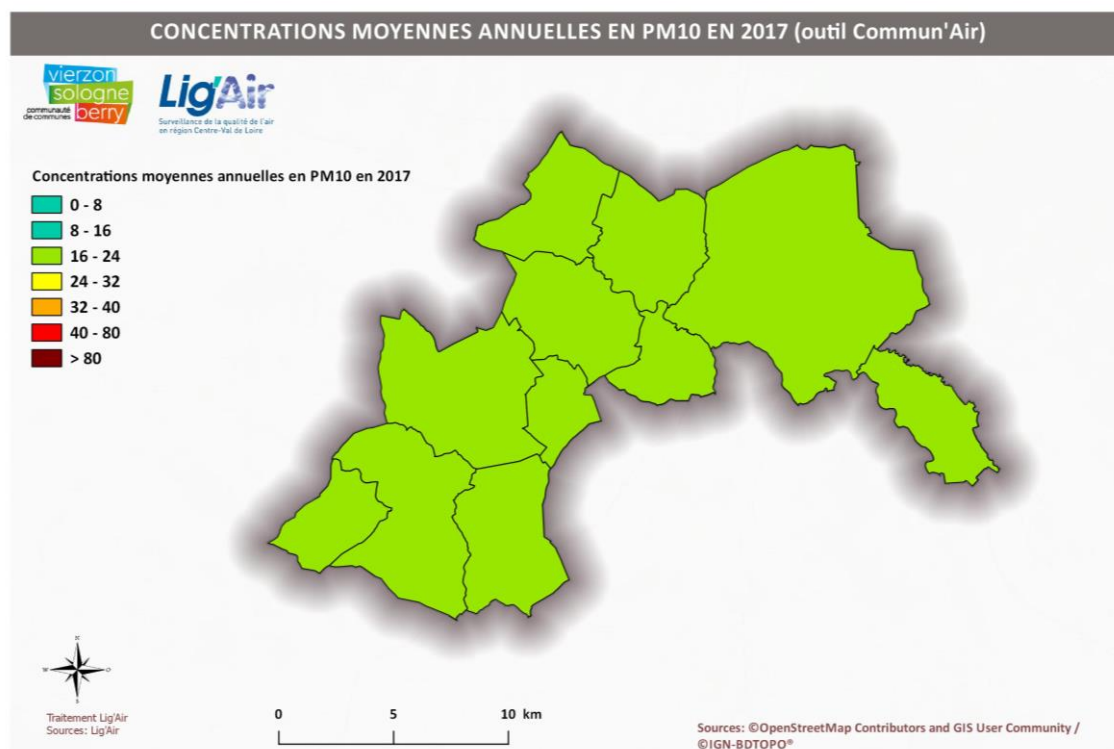 CONCENTRATIONS MOYENNES ANNUELLES EN PM10 EN 2017 (outil Commun'Air)
vierzon
sologne
berry
communauté
de communes
Lig'Air
Surveillance de la qualité de l'air
en région Centre-Val de Loire
Concentrations moyennes annuelles en PM10 en 2017
0 - 8
8 - 16
16 - 24
24 - 32
32 - 40
40 - 80
> 80
N
W O
S
Traitement Lig'Air
Sources: Lig'Air
0 5 10 km
Sources: ©OpenStreetMap Contributors and GIS User Community /
©IGN-BDTOPO®